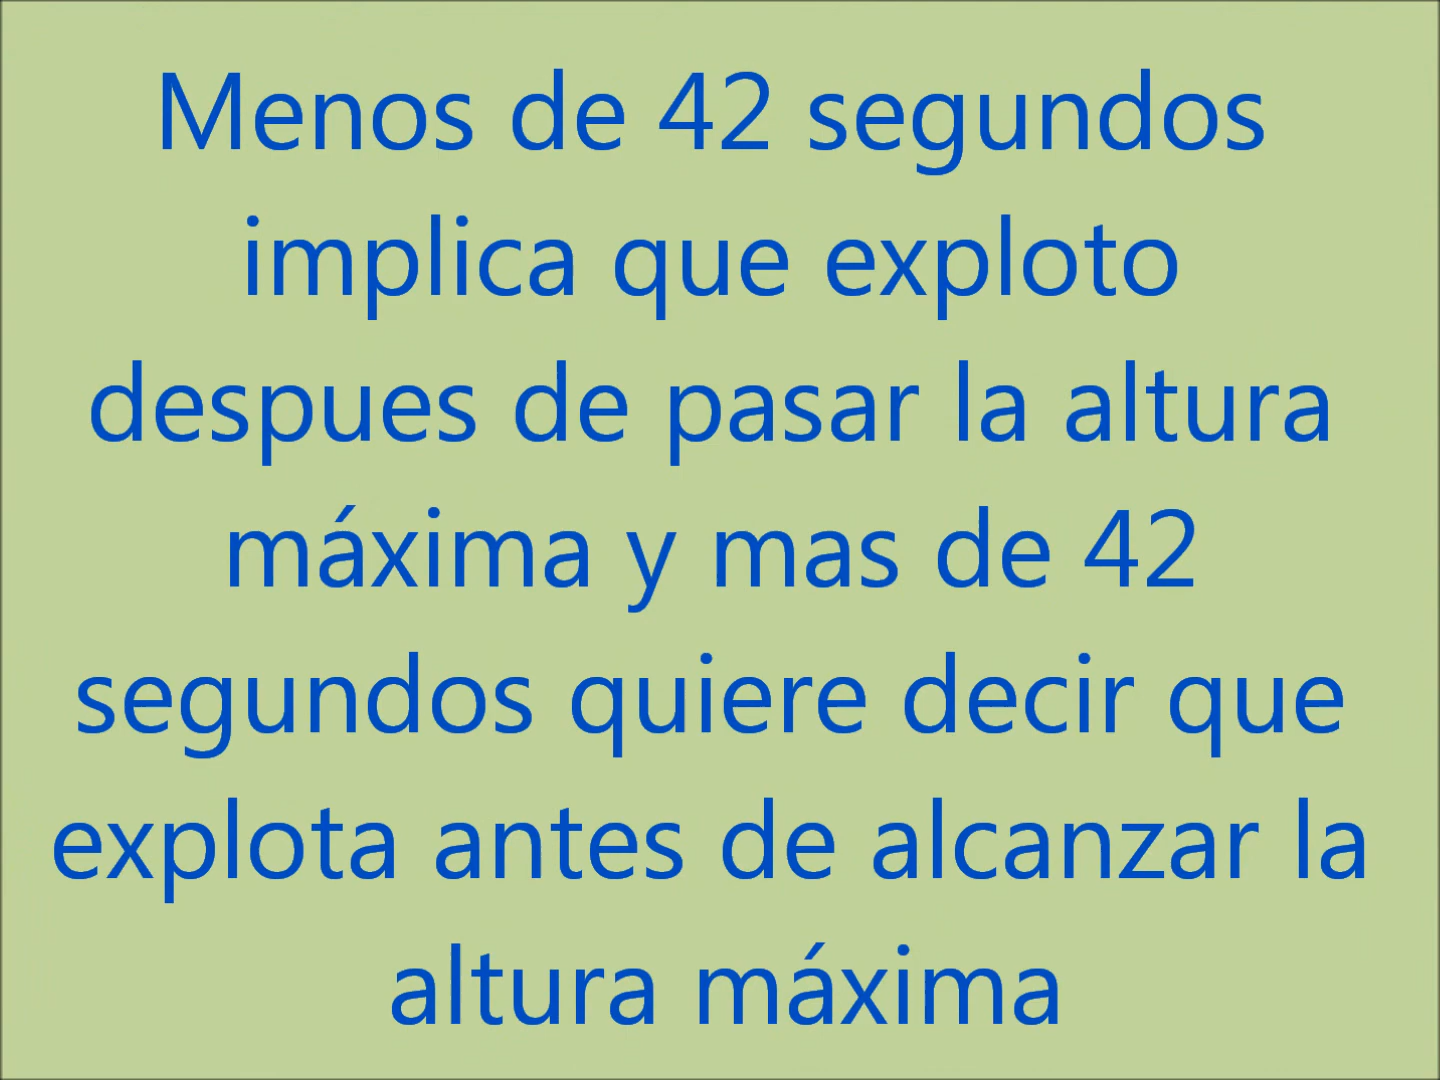 Menos de 42 segundos
implica que exploto
despues de pasar la altura
máxima y mas de 42
segundos quiere decir que
explota antes de alcanzar la
altura máxima